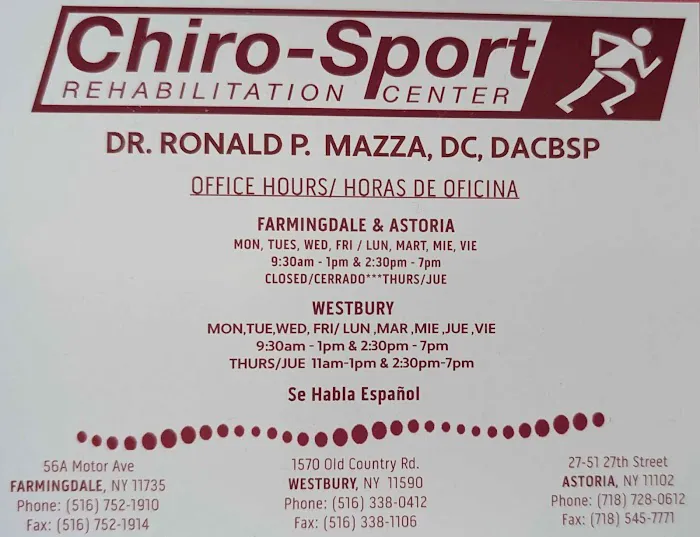 Chiro-Sport
REHABILITATION CENTER
DR. RONALD P. MAZZA, DC, DACBSP
OFFICE HOURS/ HORAS DE OFICINA
FARMINGDALE & ASTORIA
MON, TUES, WED, FRI / LUN, MART, MIE, VIE
9:30am - 1pm & 2:30pm - 7pm
CLOSED/CERRADO***THURS/JUE
WESTBURY
MON,TUE,WED, FRI/ LUN ,MAR ,MIE ,JUE ,VIE
9:30am - 1pm & 2:30pm - 7pm
THURS/JUE 11am-1pm & 2:30pm-7pm
Se Habla Español
56A Motor Ave
FARMINGDALE, NY 11735
Phone: (516) 752-1910
Fax: (516) 752-1914
1570 Old Country Rd.
WESTBURY, NY 11590
Phone: (516) 338-0412
Fax: (516) 338-1106
27-51 27th Street
ASTORIA, NY 11102
Phone: (718) 728-0612
Fax: (718) 545-7771